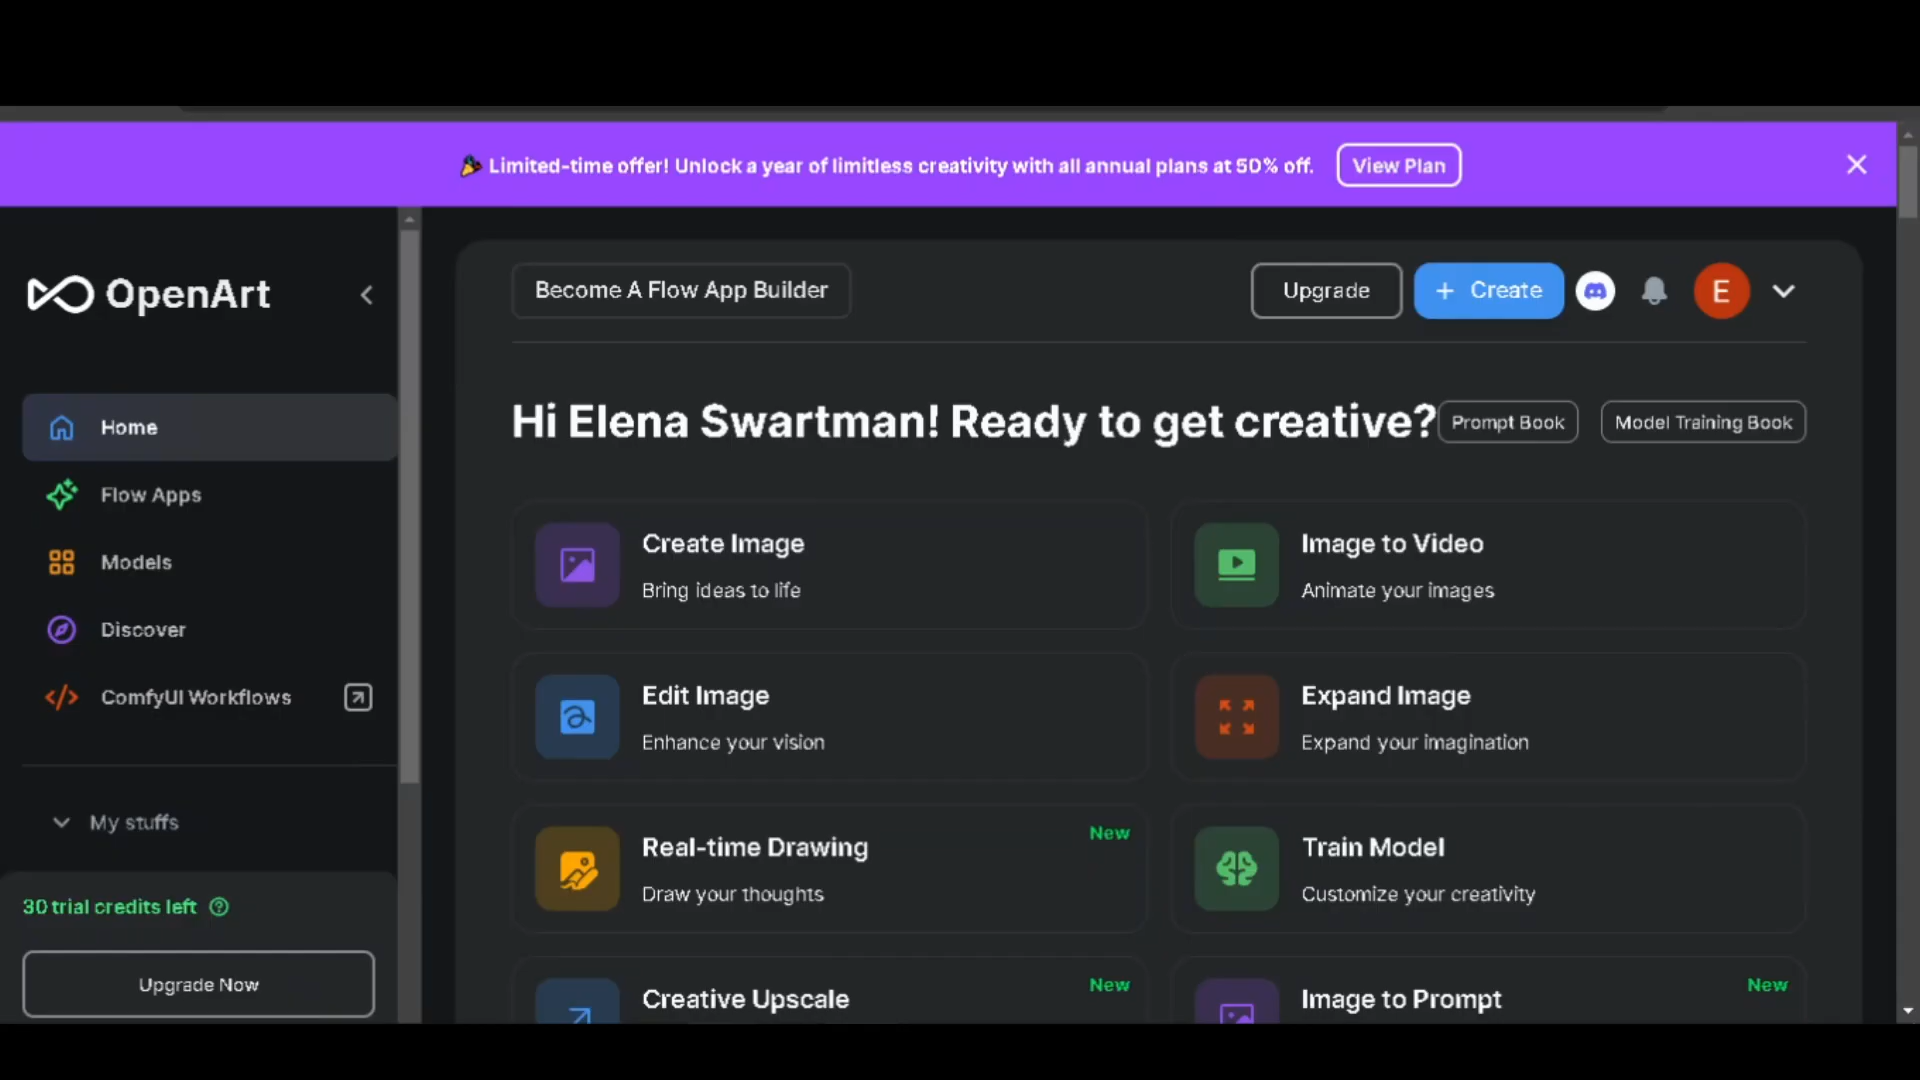 🎉 Limited-time offer! Unlock a year of limitless creativity with all annual plans at 50% off.
View Plan
OpenArt
Become A Flow App Builder
Upgrade
+ Create
E
Home
Flow Apps
Models
Discover
ComfyUI Workflows
My stuffs
30 trial credits left
Upgrade Now
Hi Elena Swartman! Ready to get creative?
Prompt Book
Model Training Book
Create Image
Bring ideas to life
Image to Video
Animate your images
Edit Image
Enhance your vision
Expand Image
Expand your imagination
Real-time Drawing
New
Draw your thoughts
Train Model
Customize your creativity
Creative Upscale
New
Image to Prompt
New